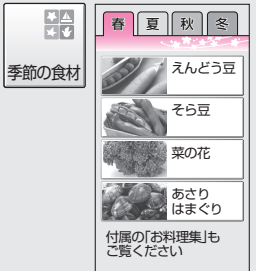 季節の食材
春 夏 秋 冬
えんどう豆
そら豆
菜の花
あさり
はまぐり
付属の｢お料理集｣も
ご覧ください